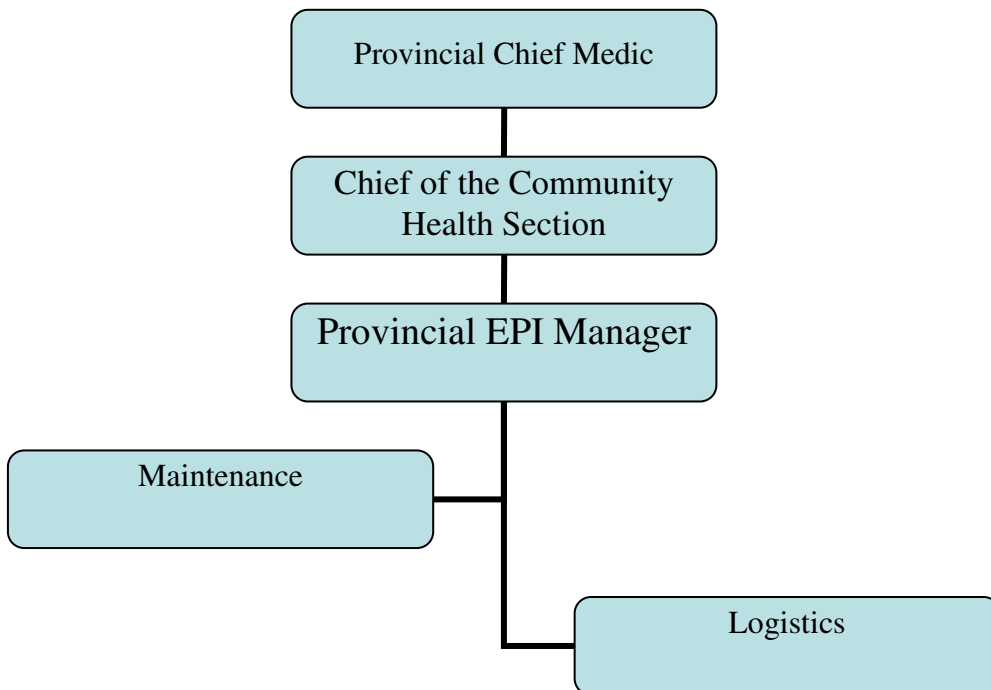 Provincial Chief Medic
Chief of the Community
Health Section
Provincial EPI Manager
Maintenance
Logistics